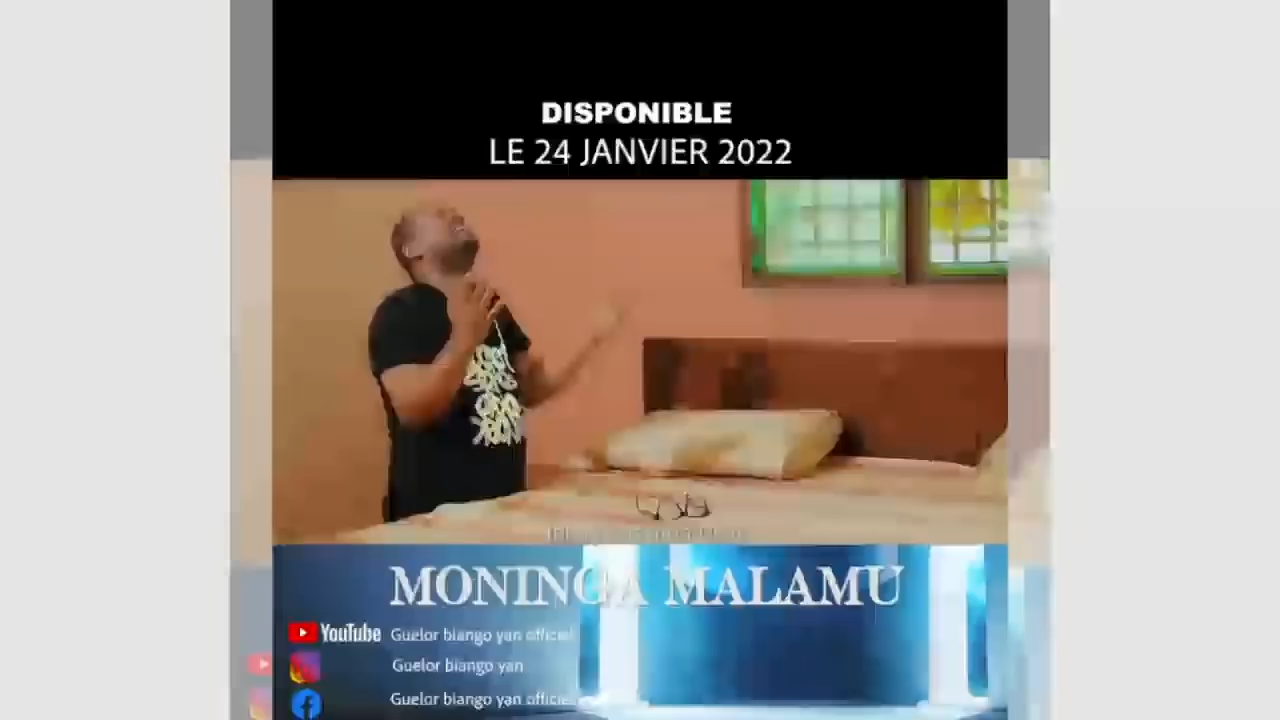 DISPONIBLE
LE 24 JANVIER 2022
MONINGA MALAMU
YouTube Guelor biango yan officiel
Guelor biango yan
Guelor biango yan officiel